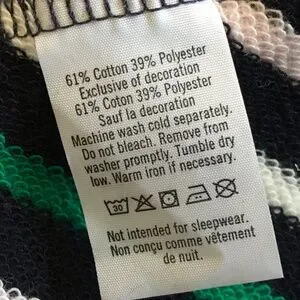 61% Cotton 39% Polyester
Exclusive of decoration
61% Coton 39% Polyester
Sauf la decoration
Machine wash cold separately.
Do not bleach. Remove from
washer promptly. Tumble dry
low. Warm iron if necessary.
30
Not intended for sleepwear.
Non conçu comme vêtement
de nuit.